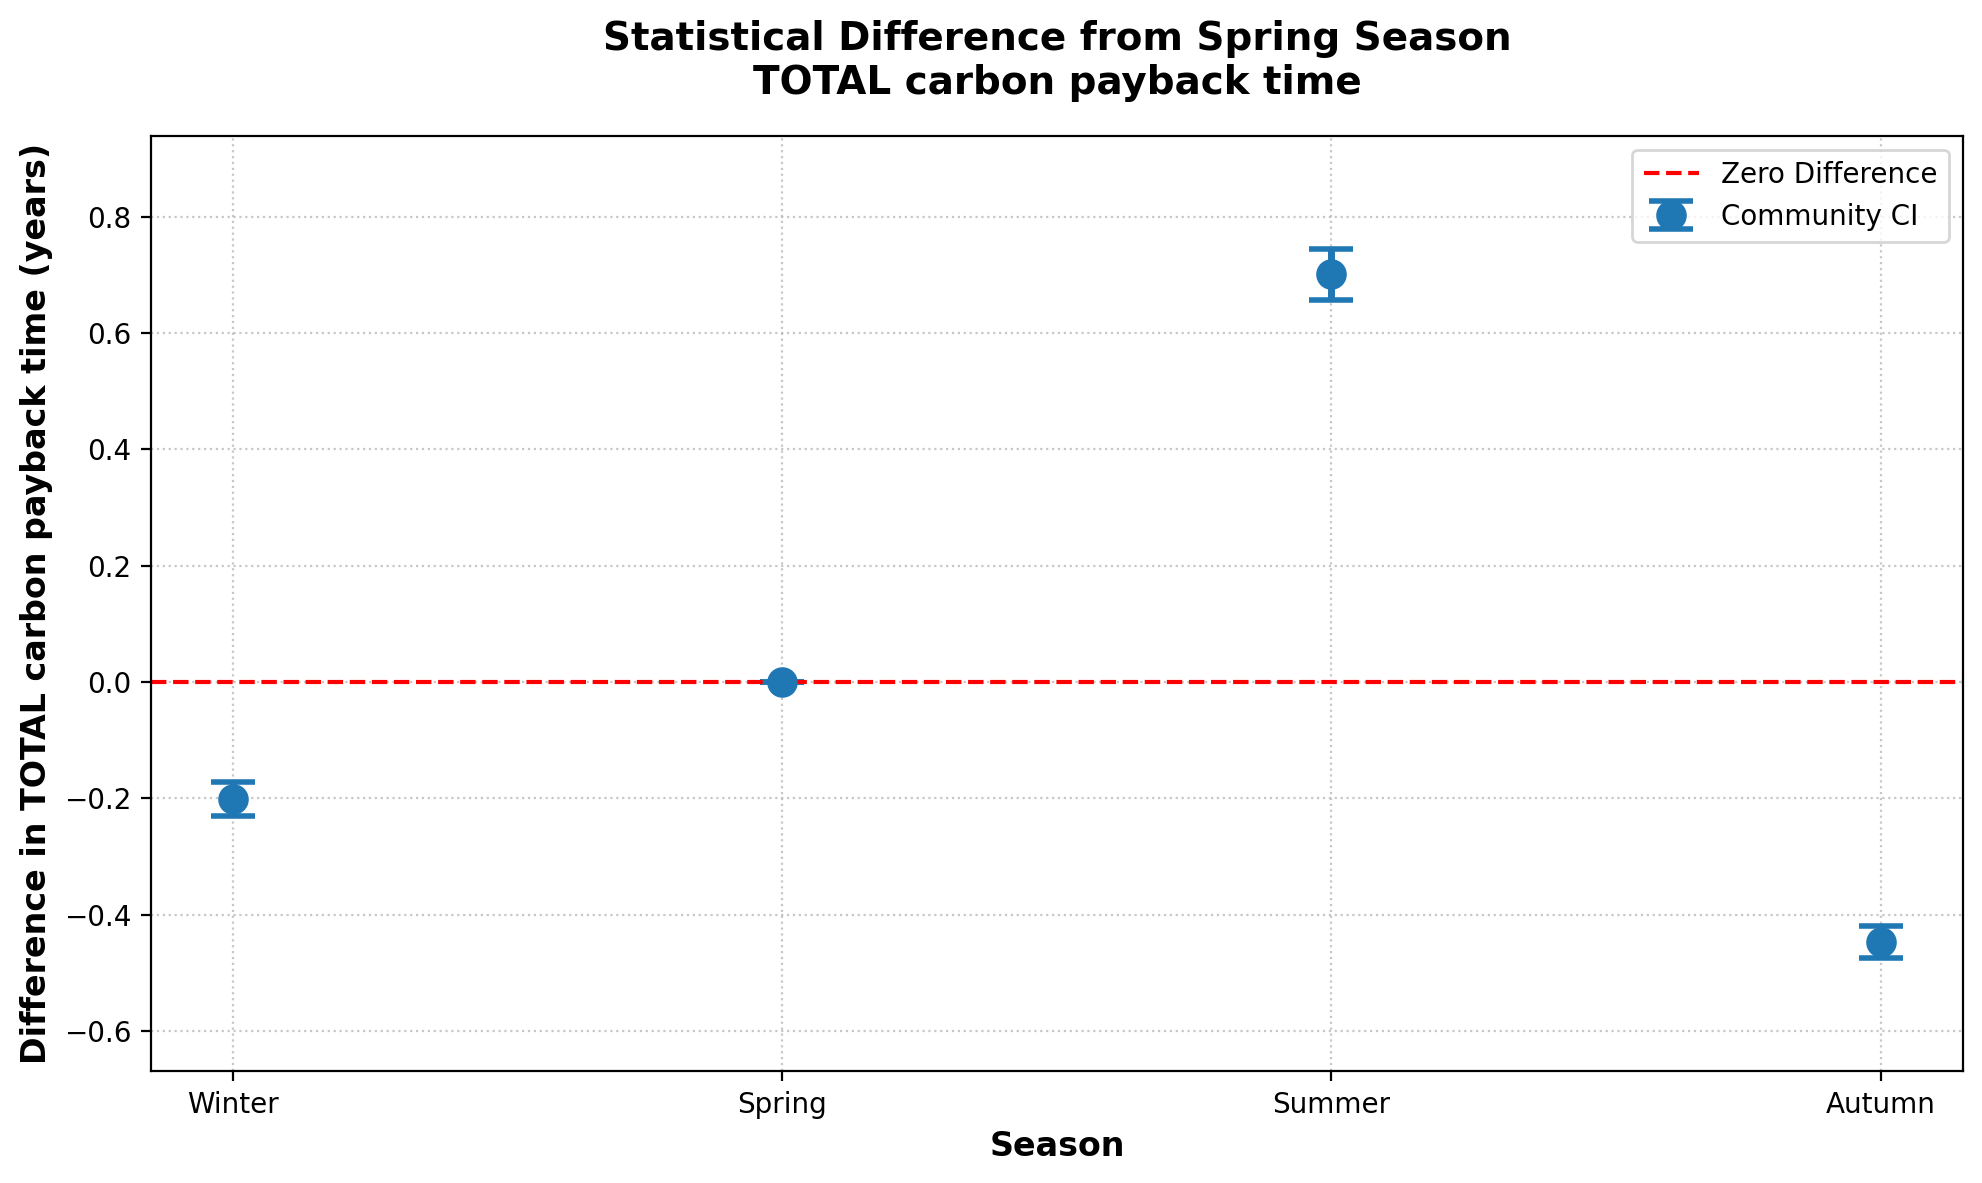 Statistical Difference from Spring Season
TOTAL carbon payback time
Difference in TOTAL carbon payback time (years)
0.8
0.6
0.4
0.2
0.0
−0.2
−0.4
−0.6
Zero Difference
Community CI
Winter
Spring
Summer
Autumn
Season